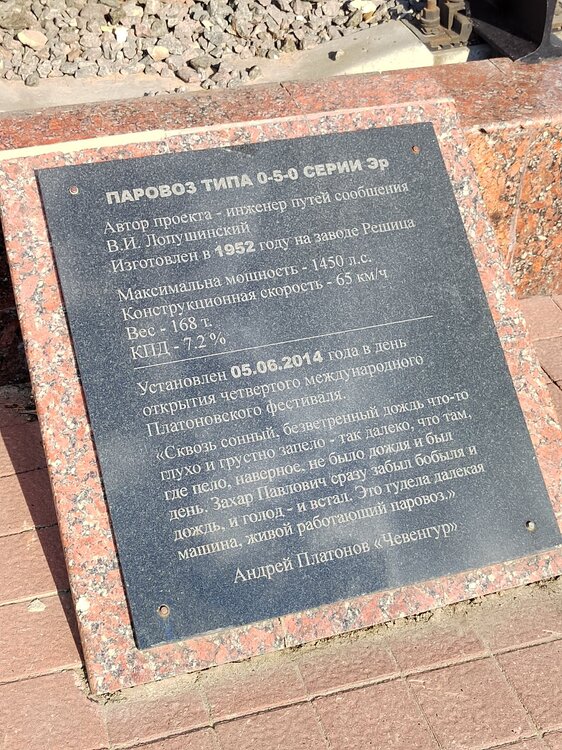 ПАРОВОЗ ТИПА 0-5-0 СЕРИИ Эр
Автор проекта - инженер путей сообщения
В.И. Лопушинский
Изготовлен в 1952 году на заводе Решица
Максимальна мощность - 1450 л.с.
Конструкционная скорость - 65 км/ч
Вес - 168 т.
КПД - 7.2 %
Установлен 05.06.2014 года в день
открытия четвертого международного
Платоновского фестиваля.
«Сквозь сонный, безветренный дождь что-то
глухо и грустно запело - так далеко, что там,
где пело, наверное, не было дождя и был
день. Захар Павлович сразу забыл бобыля и
дождь, и голод - и встал. Это гудела далекая
машина, живой работающий паровоз.»
Андрей Платонов «Чевенгур»